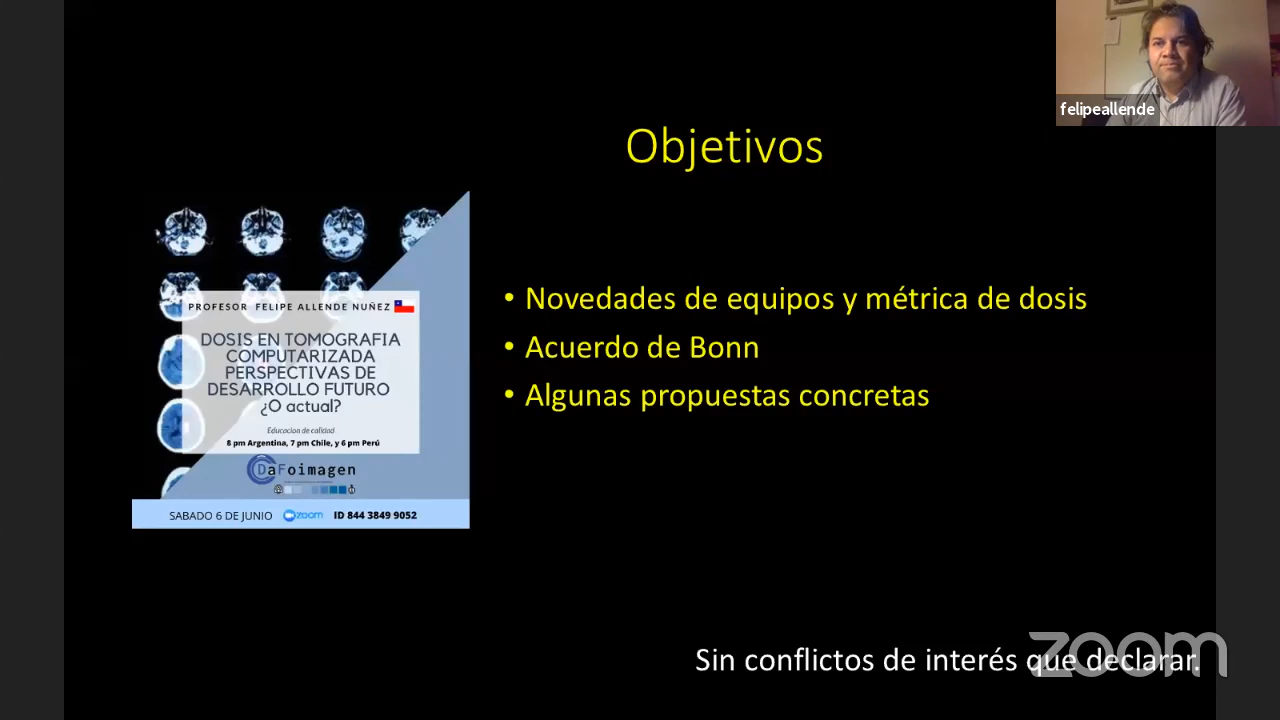 felipeallende
Objetivos
PROFESOR FELIPE ALLENDE NUÑEZ
DOSIS EN TOMOGRAFIA
COMPUTARIZADA
PERSPECTIVAS DE
DESARROLLO FUTURO
¿O actual?
Educacion de calidad
8 pm Argentina, 7 pm Chile, y 6 pm Perú
DaFoimagen
SABADO 6 DE JUNIO zoom ID 844 3849 9052
• Novedades de equipos y métrica de dosis
• Acuerdo de Bonn
• Algunas propuestas concretas
Sin conflictos de interés que declarar.
zoom